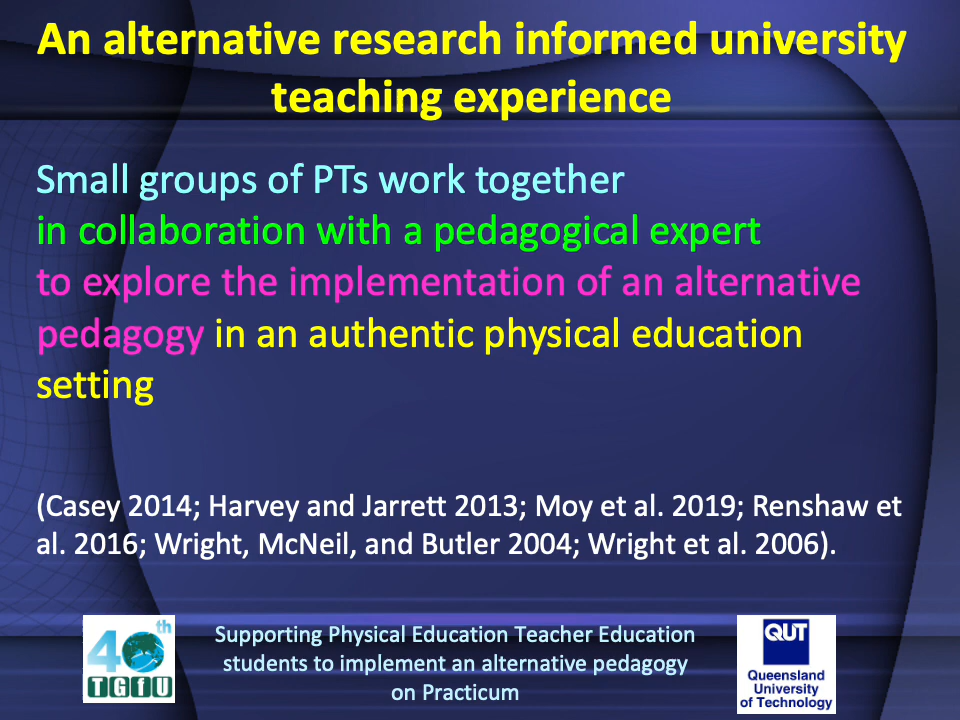 An alternative research informed university
teaching experience
Small groups of PTs work together
in collaboration with a pedagogical expert
to explore the implementation of an alternative
pedagogy in an authentic physical education
setting
(Casey 2014; Harvey and Jarrett 2013; Moy et al. 2019; Renshaw et
al. 2016; Wright, McNeil, and Butler 2004; Wright et al. 2006).
40th
TGfU
Supporting Physical Education Teacher Education
students to implement an alternative pedagogy
on Practicum
QUT
Queensland
University
of Technology